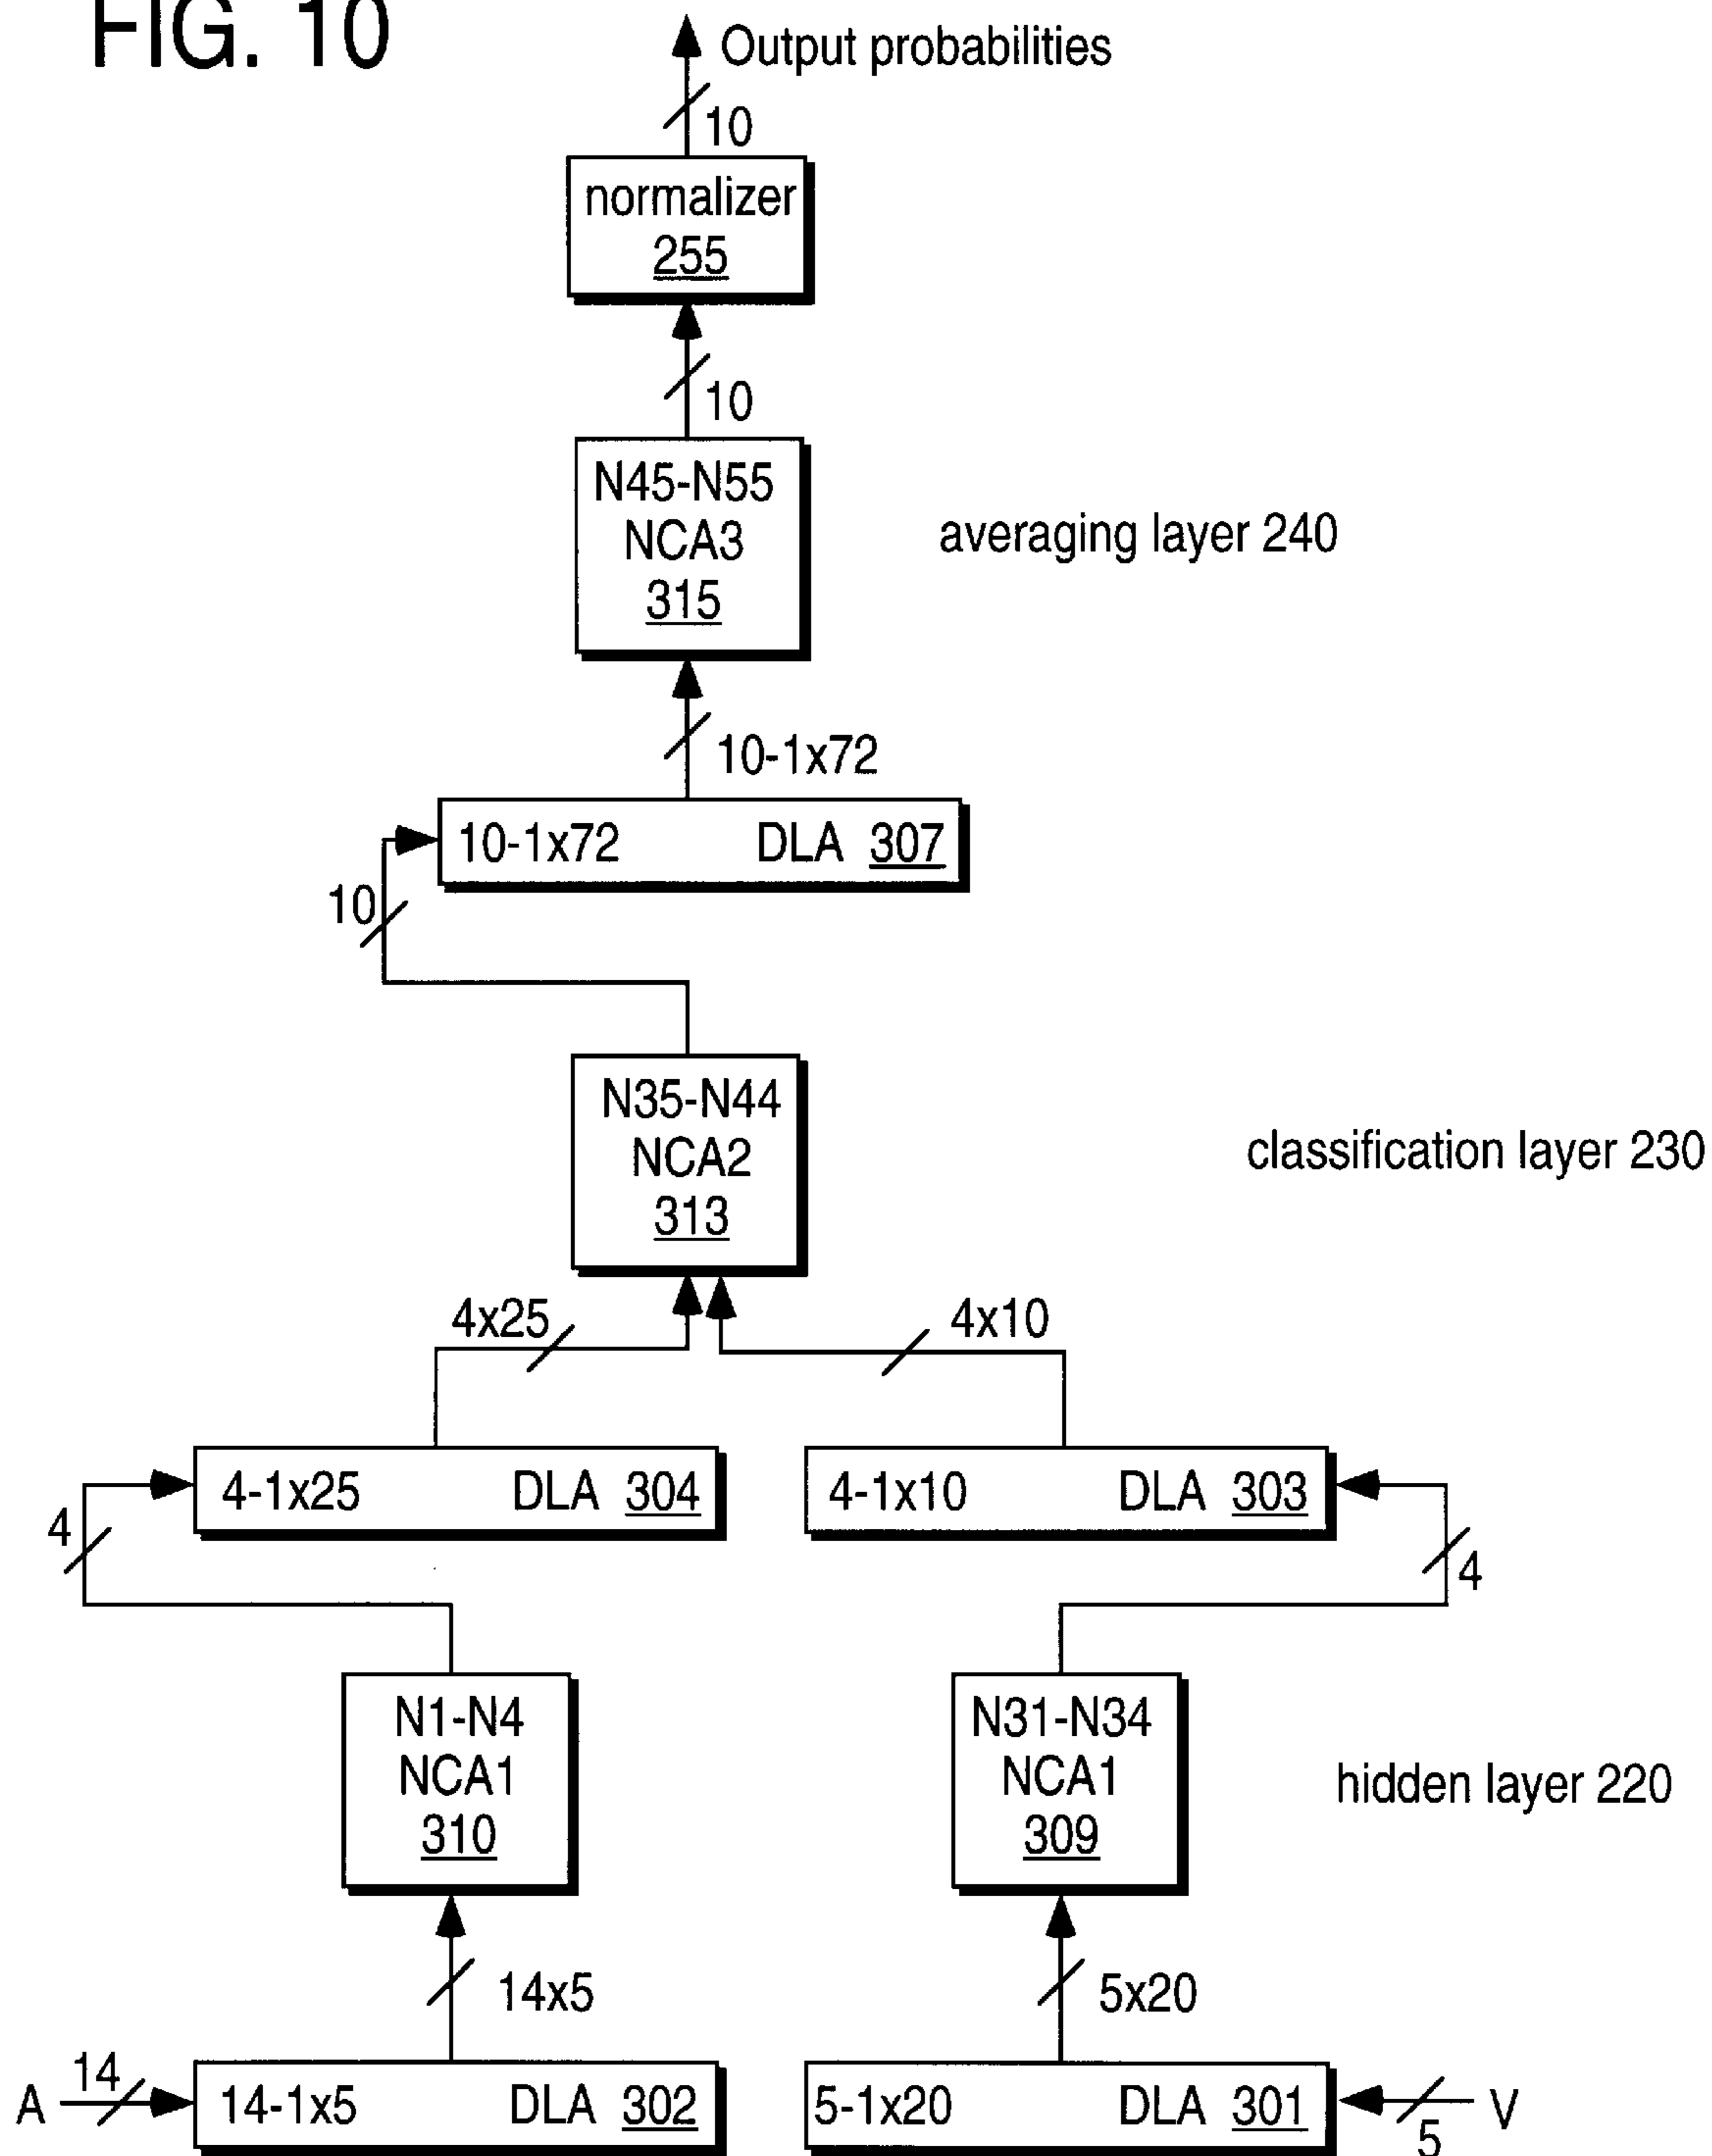 FIG. 10
Output probabilities
10
normalizer
255
10
N45-N55
NCA3
315
averaging layer 240
10-1x72
10-1x72 DLA 307
10
N35-N44
NCA2
313
classification layer 230
4x25
4x10
4-1x25 DLA 304
4-1x10 DLA 303
4
4
N1-N4
NCA1
310
N31-N34
NCA1
309
hidden layer 220
14x5
5x20
A
14
14-1x5 DLA 302
5-1x20 DLA 301
V
5